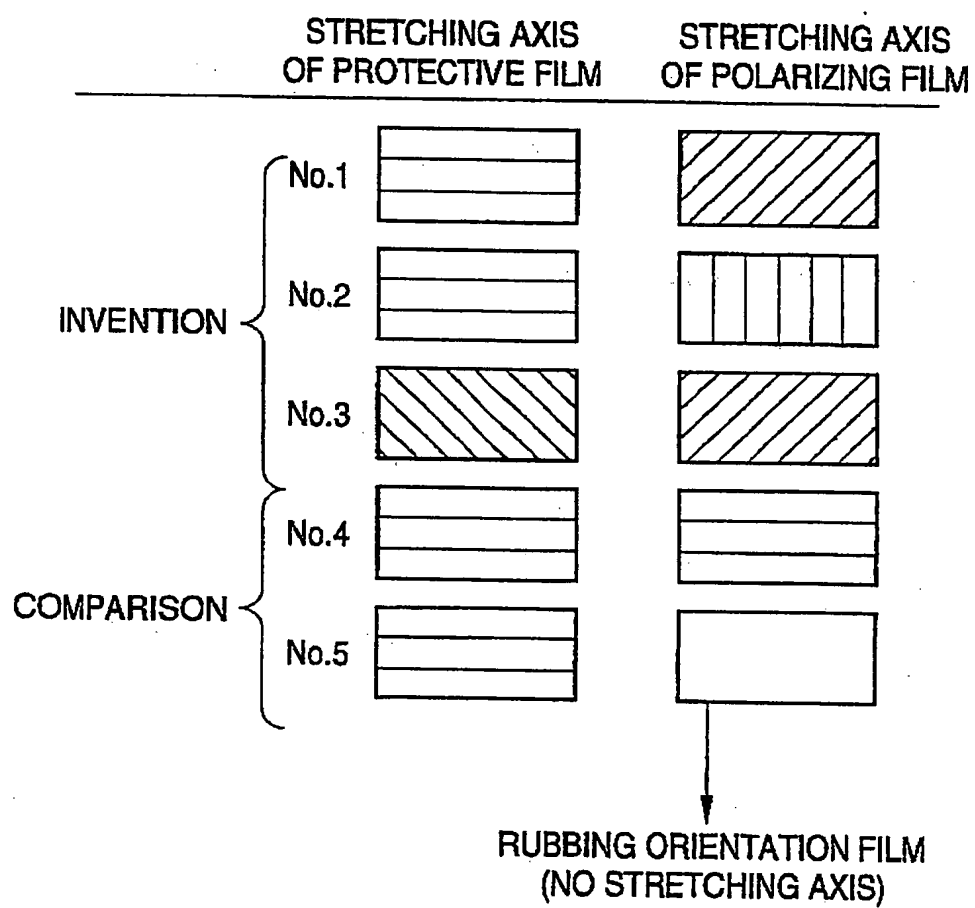 STRETCHING AXIS
OF PROTECTIVE FILM
STRETCHING AXIS
OF POLARIZING FILM
INVENTION
No.1
No.2
No.3
COMPARISON
No.4
No.5
RUBBING ORIENTATION FILM
(NO STRETCHING AXIS)